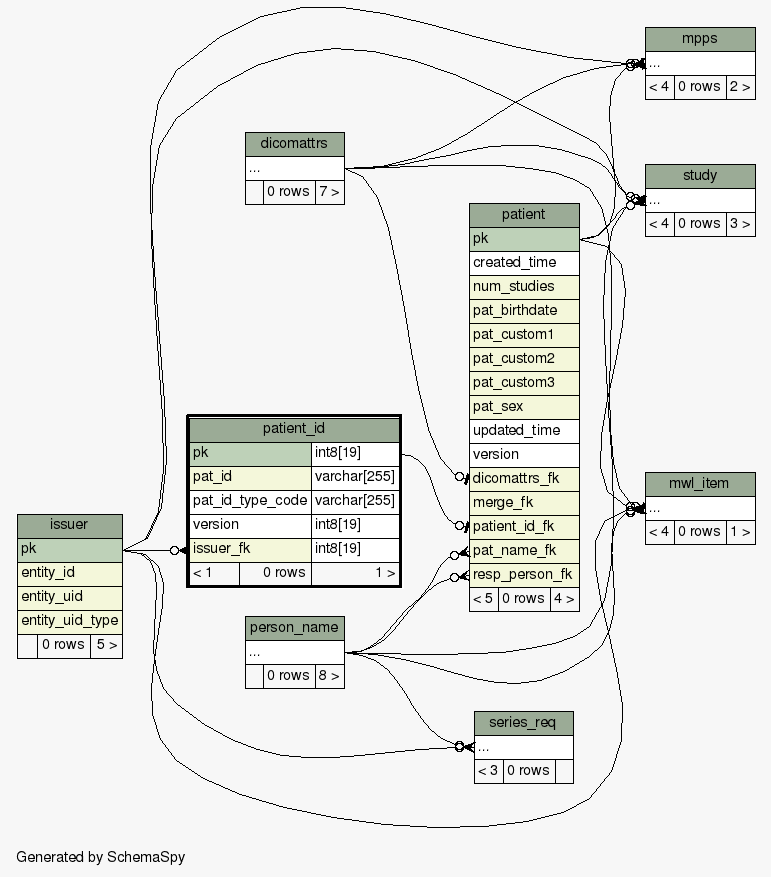 mpps
...
< 4 0 rows 2 >
dicomattrs
...
0 rows 7 >
study
...
< 4 0 rows 3 >
patient
pk
created_time
num_studies
pat_birthdate
pat_custom1
pat_custom2
pat_custom3
pat_sex
updated_time
version
dicomattrs_fk
merge_fk
patient_id_fk
pat_name_fk
resp_person_fk
< 5 0 rows 4 >
patient_id
pk int8[19]
pat_id varchar[255]
pat_id_type_code varchar[255]
version int8[19]
issuer_fk int8[19]
< 1 0 rows 1 >
mwl_item
...
< 4 0 rows 1 >
issuer
pk
entity_id
entity_uid
entity_uid_type
0 rows 5 >
person_name
...
0 rows 8 >
series_req
...
< 3 0 rows
Generated by SchemaSpy